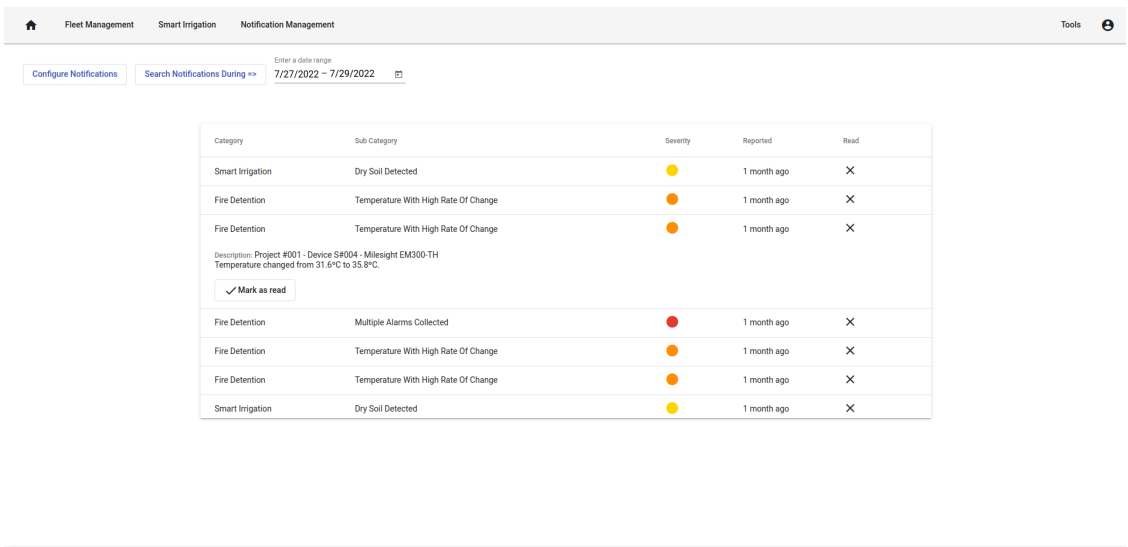 Fleet Management Smart Irrigation Notification Management Tools
Enter a date range
Configure Notifications Search Notifications During => 7/27/2022 – 7/29/2022
Category Sub Category Severity Reported Read
Smart Irrigation Dry Soil Detected 1 month ago
Fire Detention Temperature With High Rate Of Change 1 month ago
Fire Detention Temperature With High Rate Of Change 1 month ago
Description: Project #001 - Device S#004 - Milesight EM300-TH
Temperature changed from 31.6ºC to 35.8ºC.
Mark as read
Fire Detention Multiple Alarms Collected 1 month ago
Fire Detention Temperature With High Rate Of Change 1 month ago
Fire Detention Temperature With High Rate Of Change 1 month ago
Smart Irrigation Dry Soil Detected 1 month ago